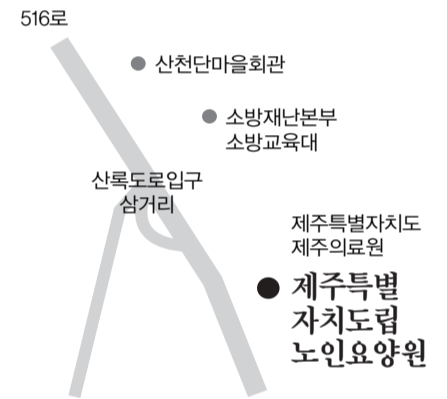 516로
산천단마을회관
소방재난본부
소방교육대
산록도로입구
삼거리
제주특별자치도
제주의료원
제주특별
자치도립
노인요양원